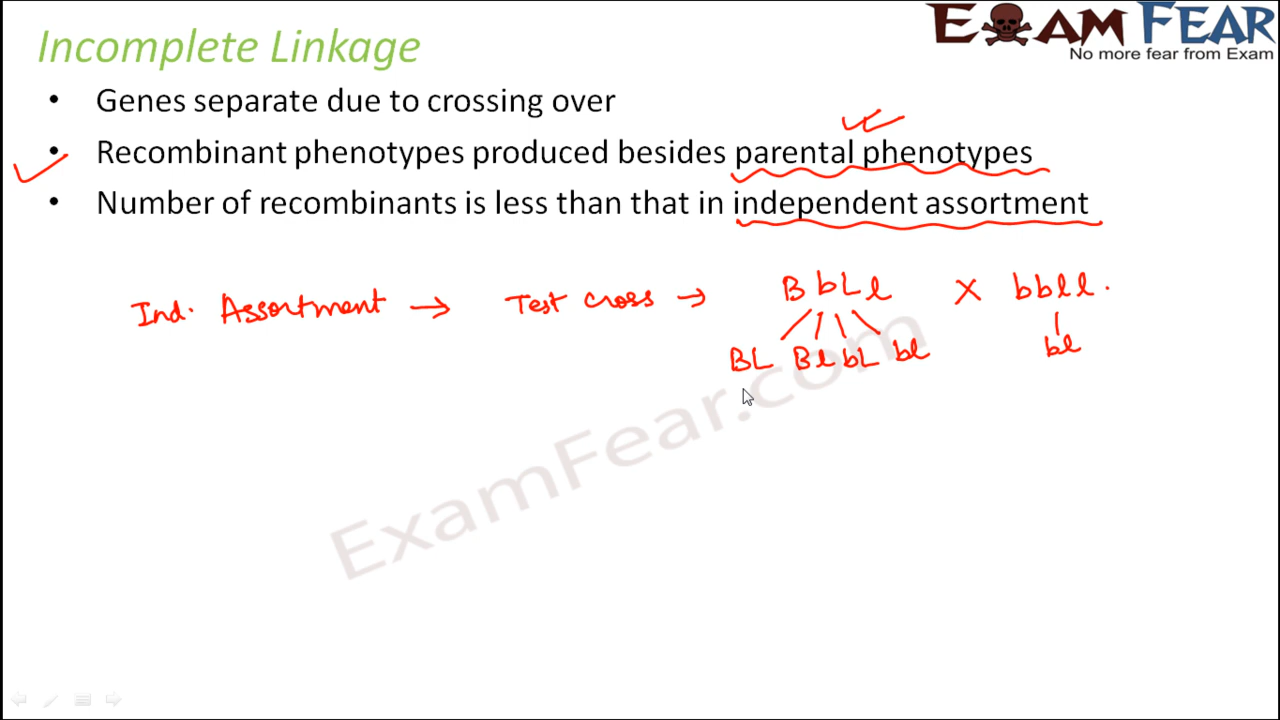 Incomplete Linkage
EXAM FEAR
No more fear from Exam
• Genes separate due to crossing over
• Recombinant phenotypes produced besides parental phenotypes
• Number of recombinants is less than that in independent assortment
Ind. Assortment → Test cross → BbLl X bbll.
BL Bl bL bl bl
ExamFear.com